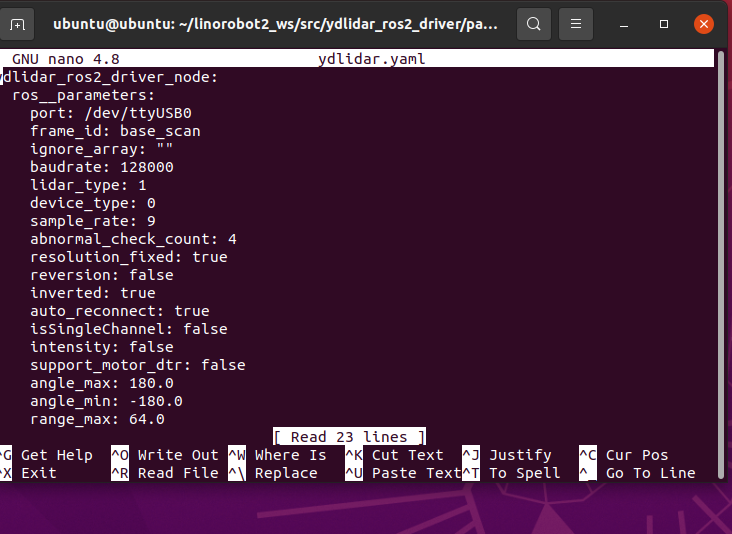 ubuntu@ubuntu: ~/linorobot2_ws/src/ydlidar_ros2_driver/pa...
GNU nano 4.8 ydlidar.yaml
ydlidar_ros2_driver_node:
ros__parameters:
port: /dev/ttyUSB0
frame_id: base_scan
ignore_array: ""
baudrate: 128000
lidar_type: 1
device_type: 0
sample_rate: 9
abnormal_check_count: 4
resolution_fixed: true
reversion: false
inverted: true
auto_reconnect: true
isSingleChannel: false
intensity: false
support_motor_dtr: false
angle_max: 180.0
angle_min: -180.0
range_max: 64.0
[ Read 23 lines ]
^G Get Help ^O Write Out ^W Where Is ^K Cut Text ^J Justify ^C Cur Pos
^X Exit ^R Read File ^\ Replace ^U Paste Text ^T To Spell ^_ Go To Line